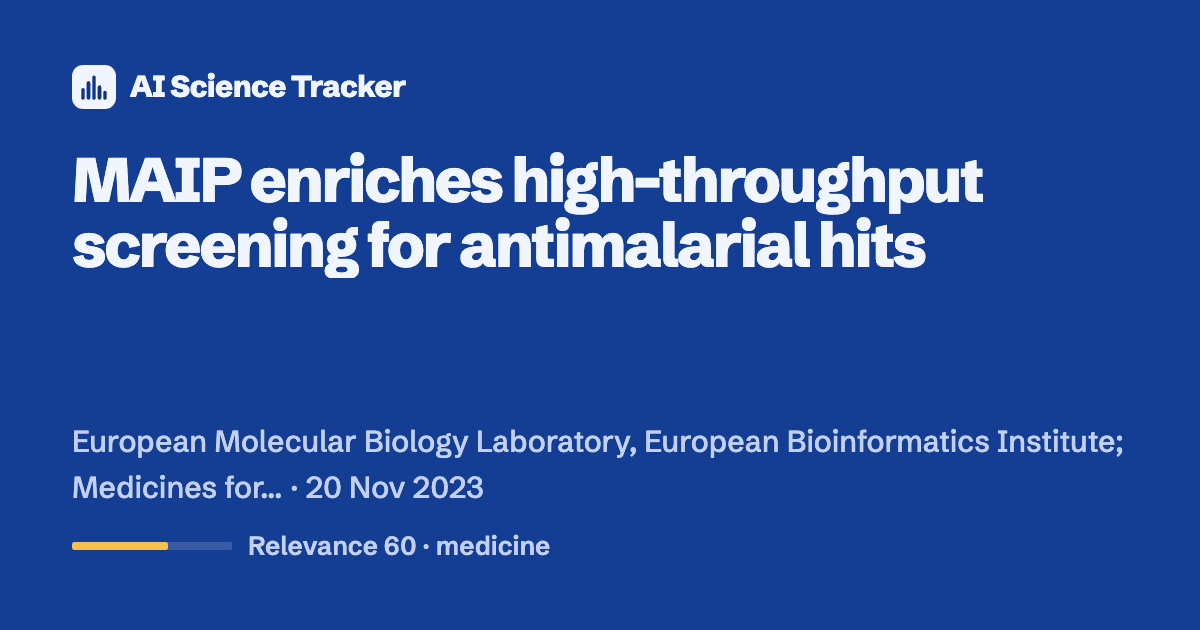 AI Science Tracker
MAIP enriches high-throughput
screening for antimalarial hits
European Molecular Biology Laboratory, European Bioinformatics Institute;
Medicines for... · 20 Nov 2023
Relevance 60 · medicine